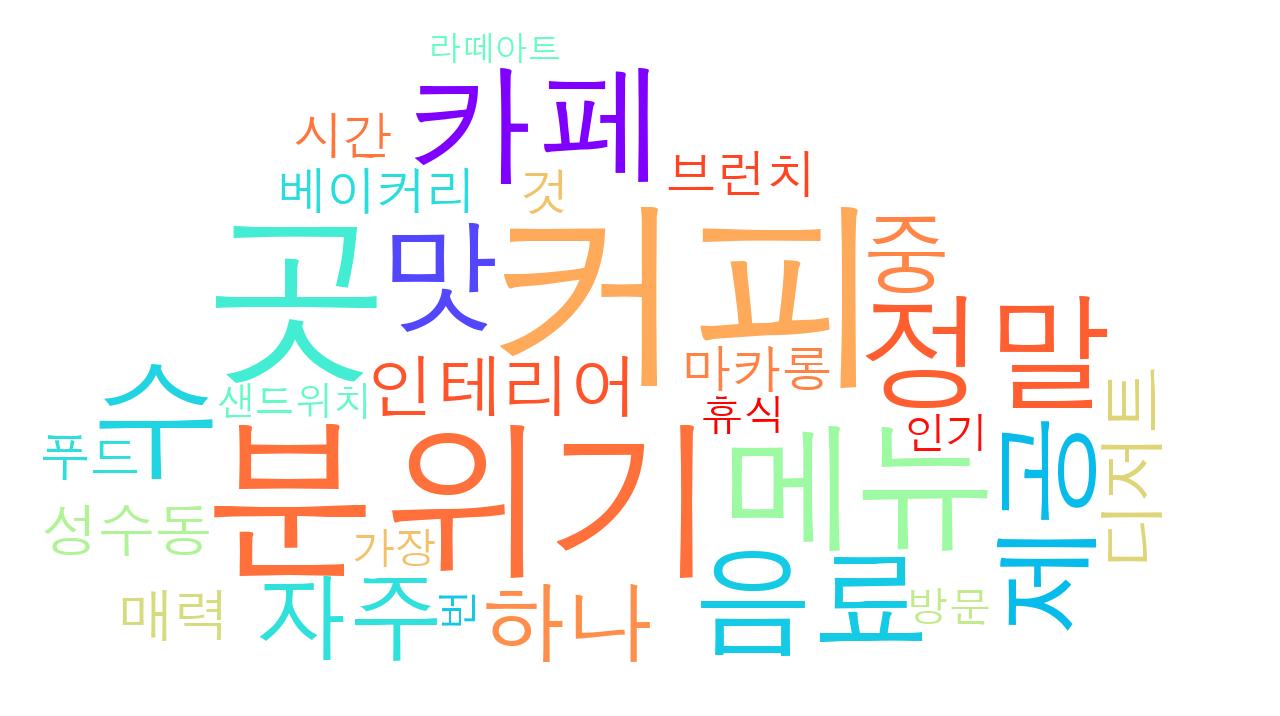 라떼아트
카페
시간
브런치
베이커리
것
커피
곳
맛
중
정말
인테리어
마카롱
수
샌드위치
휴식
디저트
인기
푸드
분위기
메뉴
제공
성수동
가장
음료
자주
매력
번
하나
방문